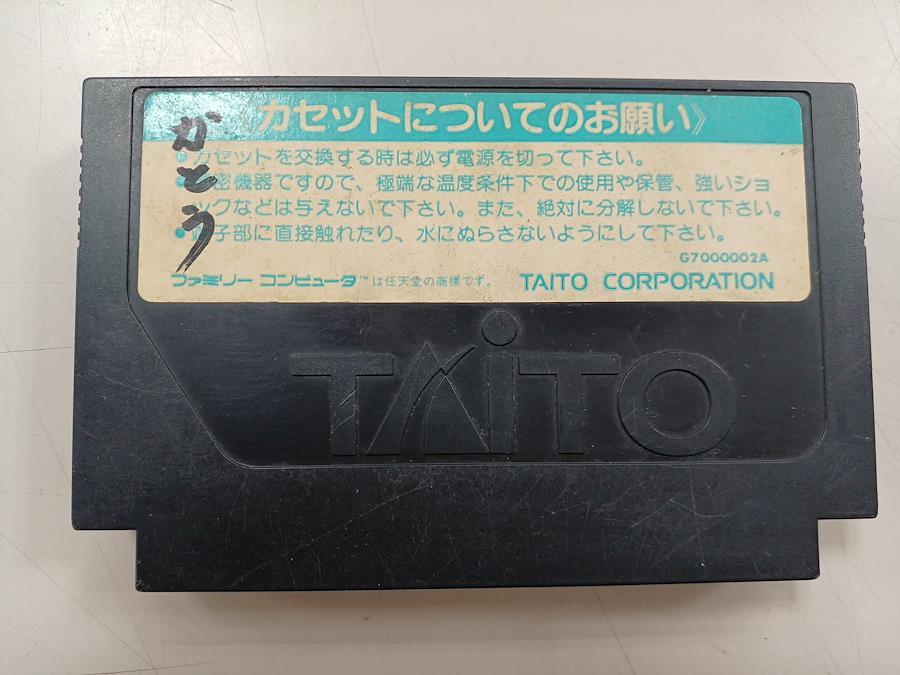 かとう
《カセットについてのお願い》
●カセットを交換する時は必ず電源を切って下さい。
●密機器ですので、極端な温度条件下での使用や保管、強いショ
ックなどは与えないで下さい。また、絶対に分解しないで下さい。
●端子部に直接触れたり、水にぬらさないようにして下さい。
G7000002A
ファミリー コンピュータ™は任天堂の商標です。 TAITO CORPORATION
TAiTO